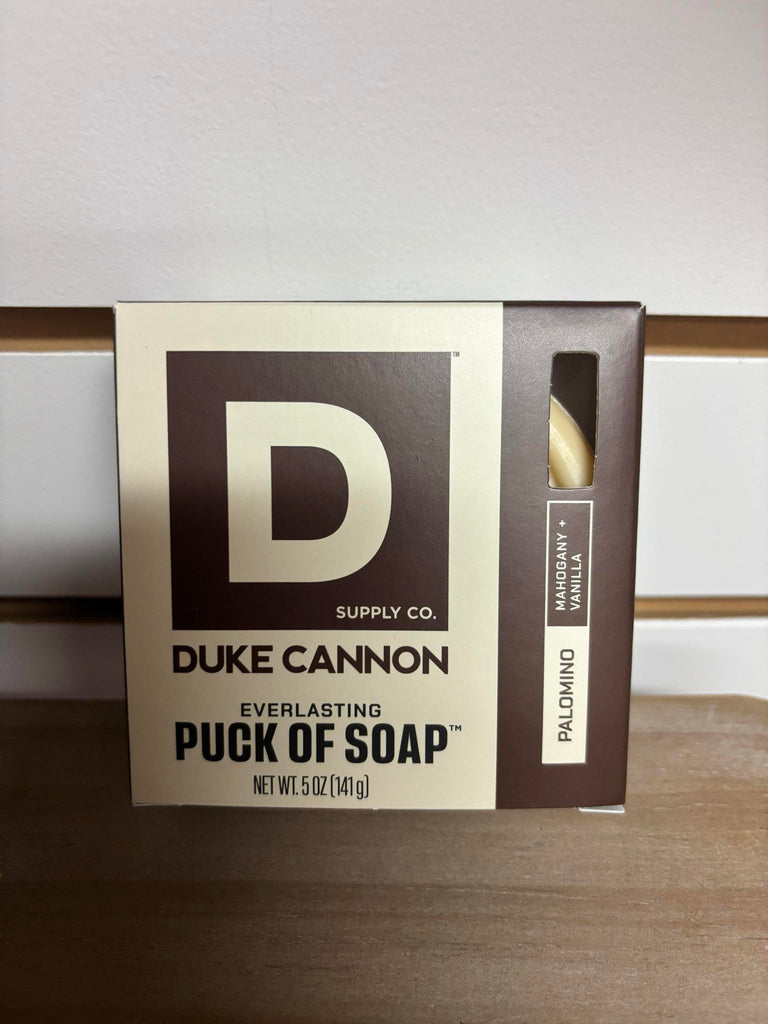 D
™
SUPPLY CO.
DUKE CANNON
EVERLASTING
PUCK OF SOAP™
NET WT. 5 OZ (141 g)
MAHOGANY +
VANILLA
PALOMINO